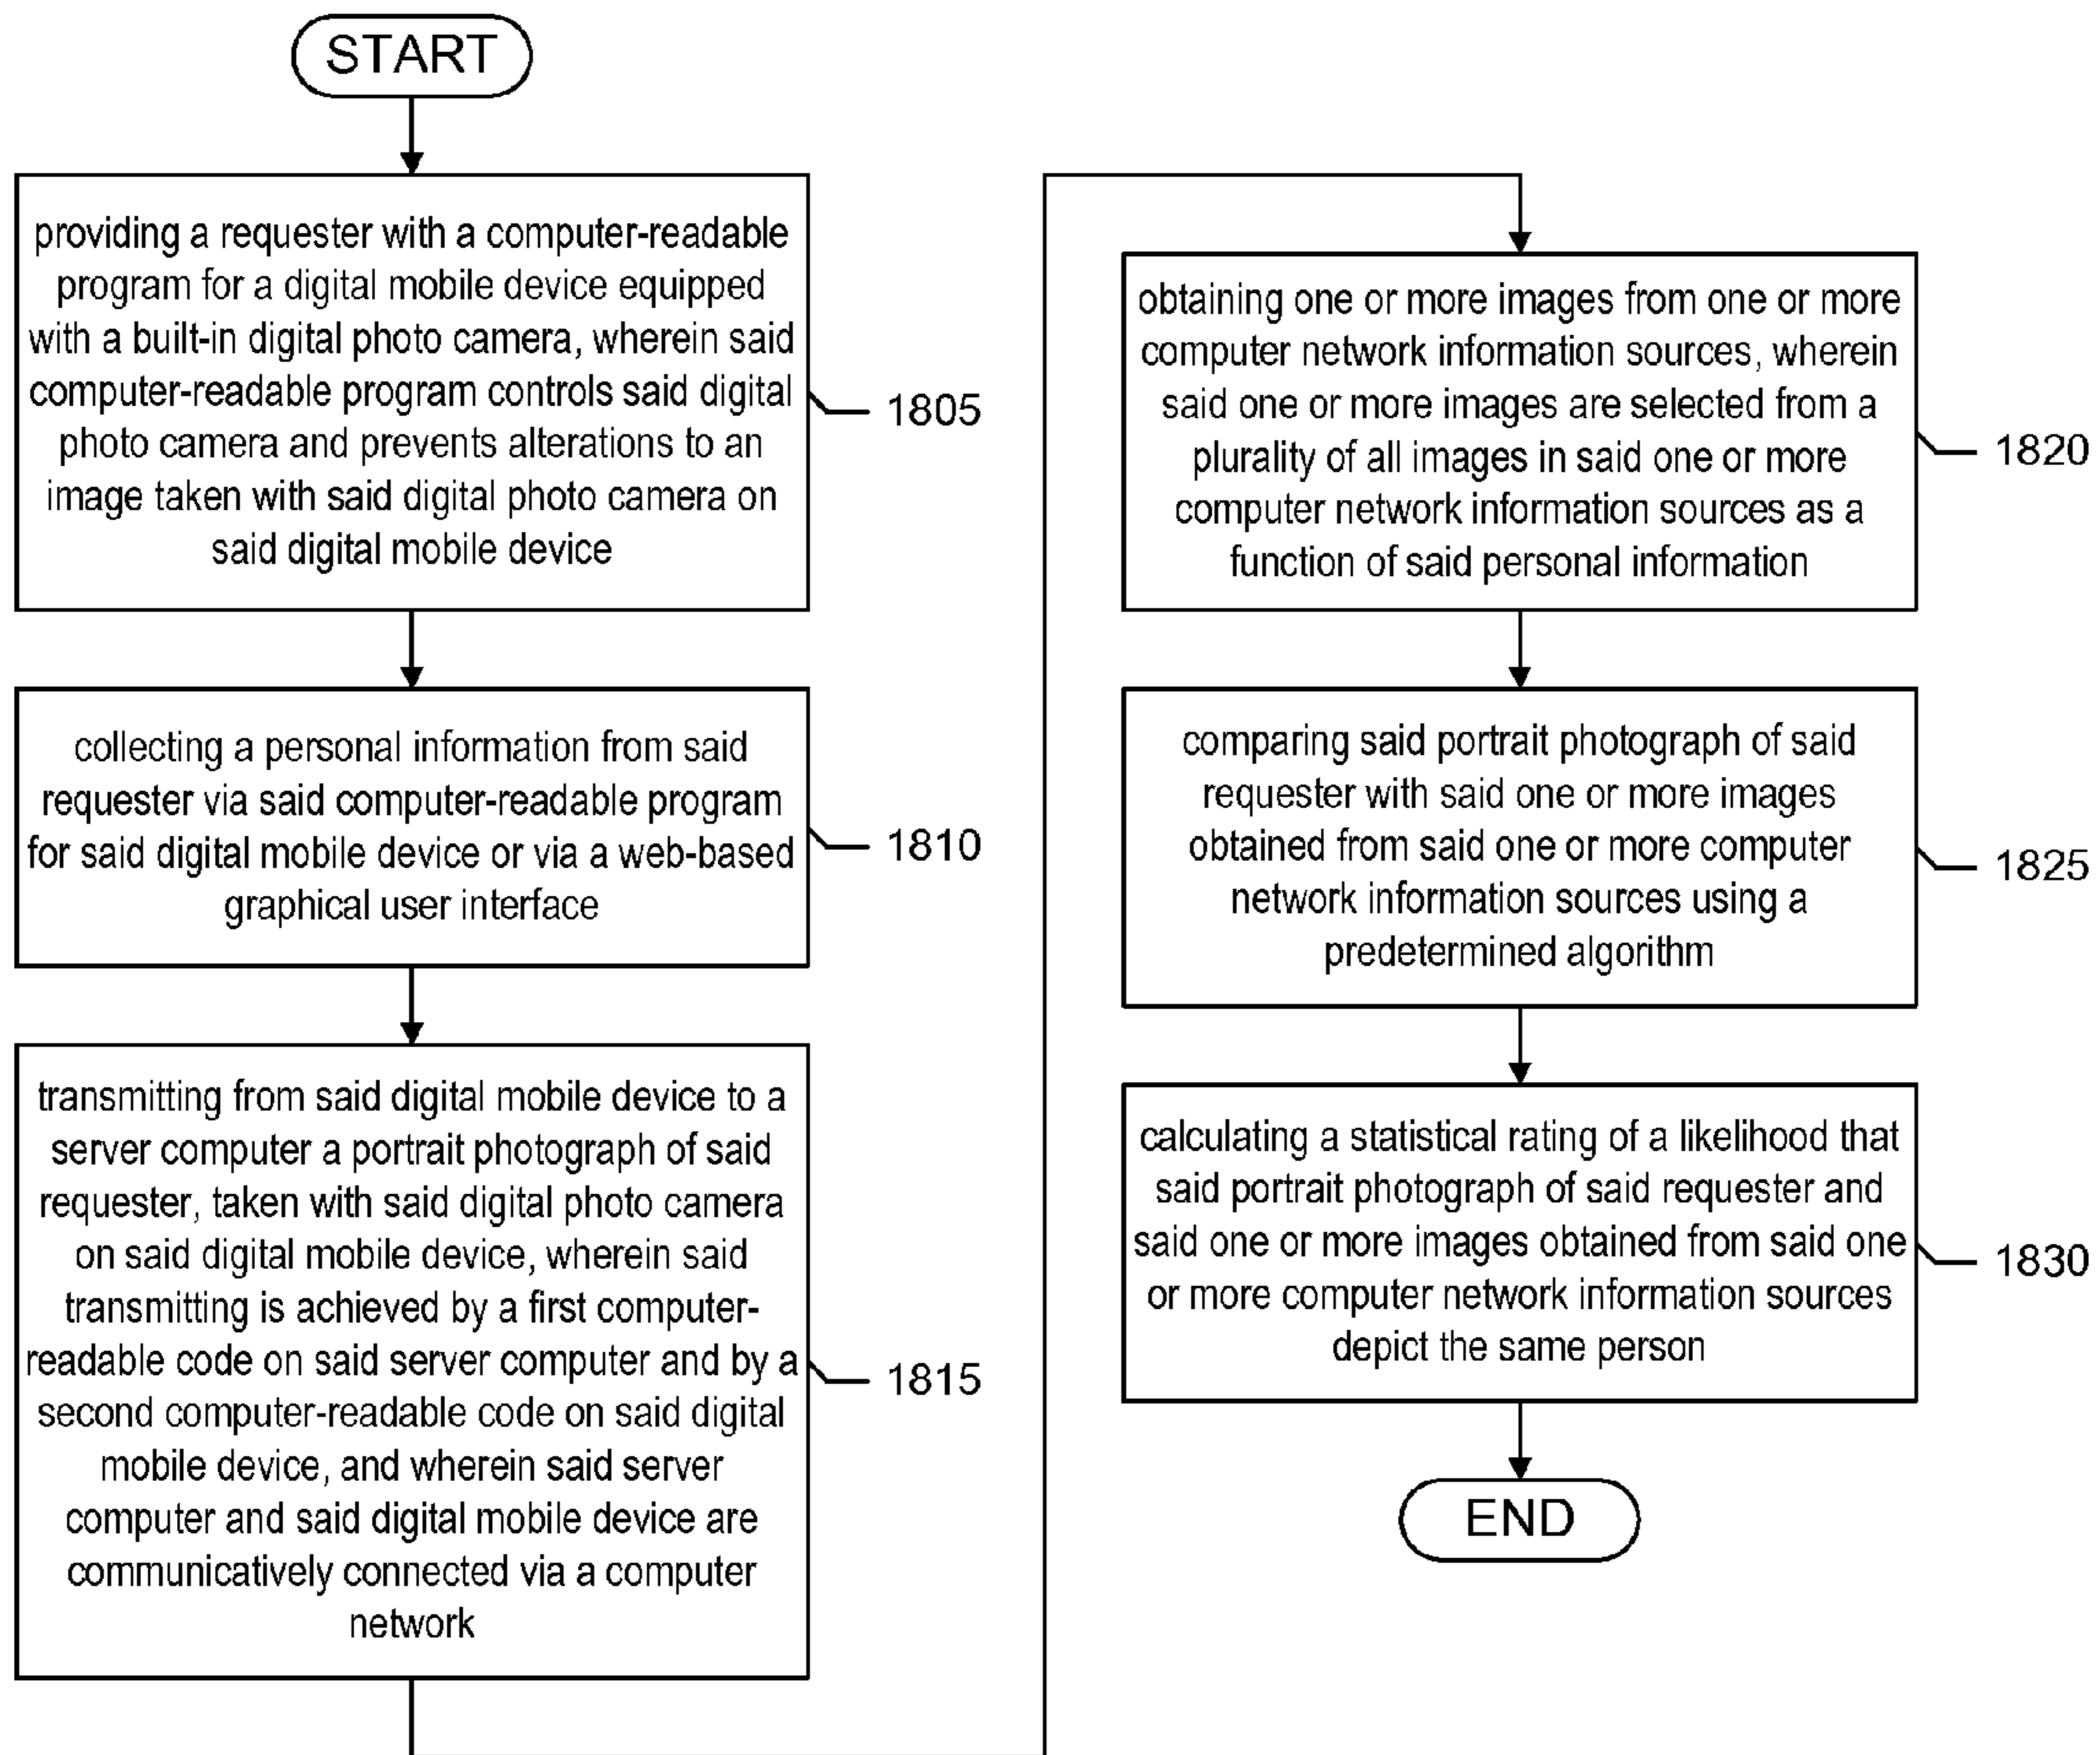 START
providing a requester with a computer-readable
program for a digital mobile device equipped
with a built-in digital photo camera, wherein said
computer-readable program controls said digital
photo camera and prevents alterations to an
image taken with said digital photo camera on
said digital mobile device
1805
collecting a personal information from said
requester via said computer-readable program
for said digital mobile device or via a web-based
graphical user interface
1810
transmitting from said digital mobile device to a
server computer a portrait photograph of said
requester, taken with said digital photo camera
on said digital mobile device, wherein said
transmitting is achieved by a first computer-
readable code on said server computer and by a
second computer-readable code on said digital
mobile device, and wherein said server
computer and said digital mobile device are
communicatively connected via a computer
network
1815
obtaining one or more images from one or more
computer network information sources, wherein
said one or more images are selected from a
plurality of all images in said one or more
computer network information sources as a
function of said personal information
1820
comparing said portrait photograph of said
requester with said one or more images
obtained from said one or more computer
network information sources using a
predetermined algorithm
1825
calculating a statistical rating of a likelihood that
said portrait photograph of said requester and
said one or more images obtained from said one
or more computer network information sources
depict the same person
1830
END